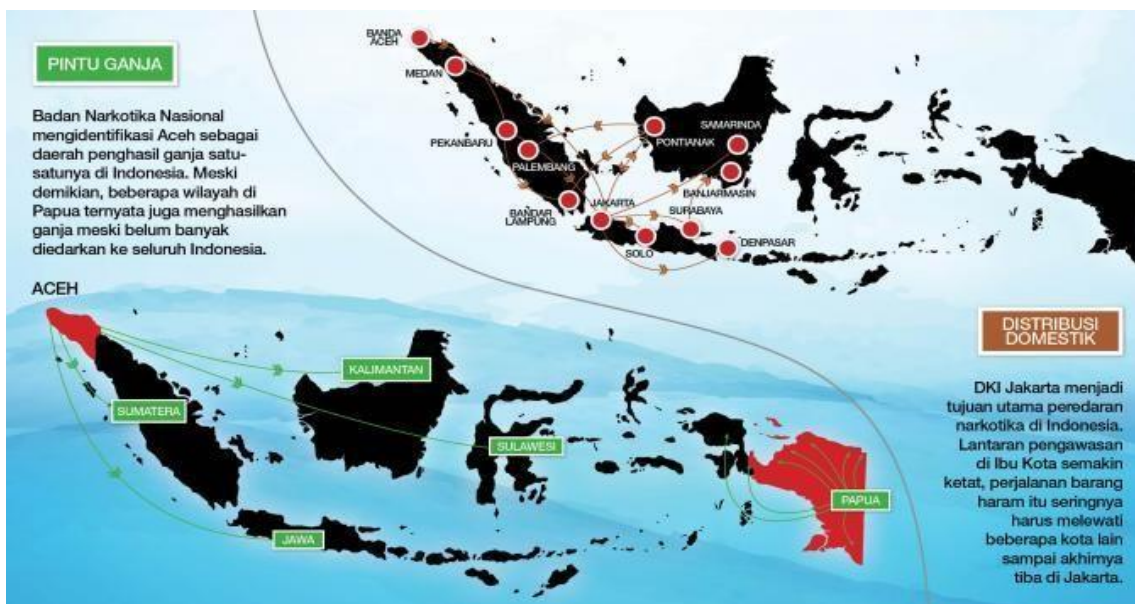 PINTU GANJA
Badan Narkotika Nasional
mengidentifikasi Aceh sebagai
daerah penghasil ganja satu-
satunya di Indonesia. Meski
demikian, beberapa wilayah di
Papua ternyata juga menghasilkan
ganja meski belum banyak
diedarkan ke seluruh Indonesia.
BANDA
ACEH
MEDAN
PEKANBARU
PALEMBANG
BANDAR
LAMPUNG
JAKARTA
SOLO
SURABAYA
DENPASAR
PONTIANAK
SAMARINDA
BANJARMASIN
ACEH
SUMATERA
KALIMANTAN
SULAWESI
JAWA
PAPUA
DISTRIBUSI
DOMESTIK
DKI Jakarta menjadi
tujuan utama peredaran
narkotika di Indonesia.
Lantaran pengawasan
di Ibu Kota semakin
ketat, perjalanan barang
haram itu seringnya
harus melewati
beberapa kota lain
sampai akhirnya
tiba di Jakarta.